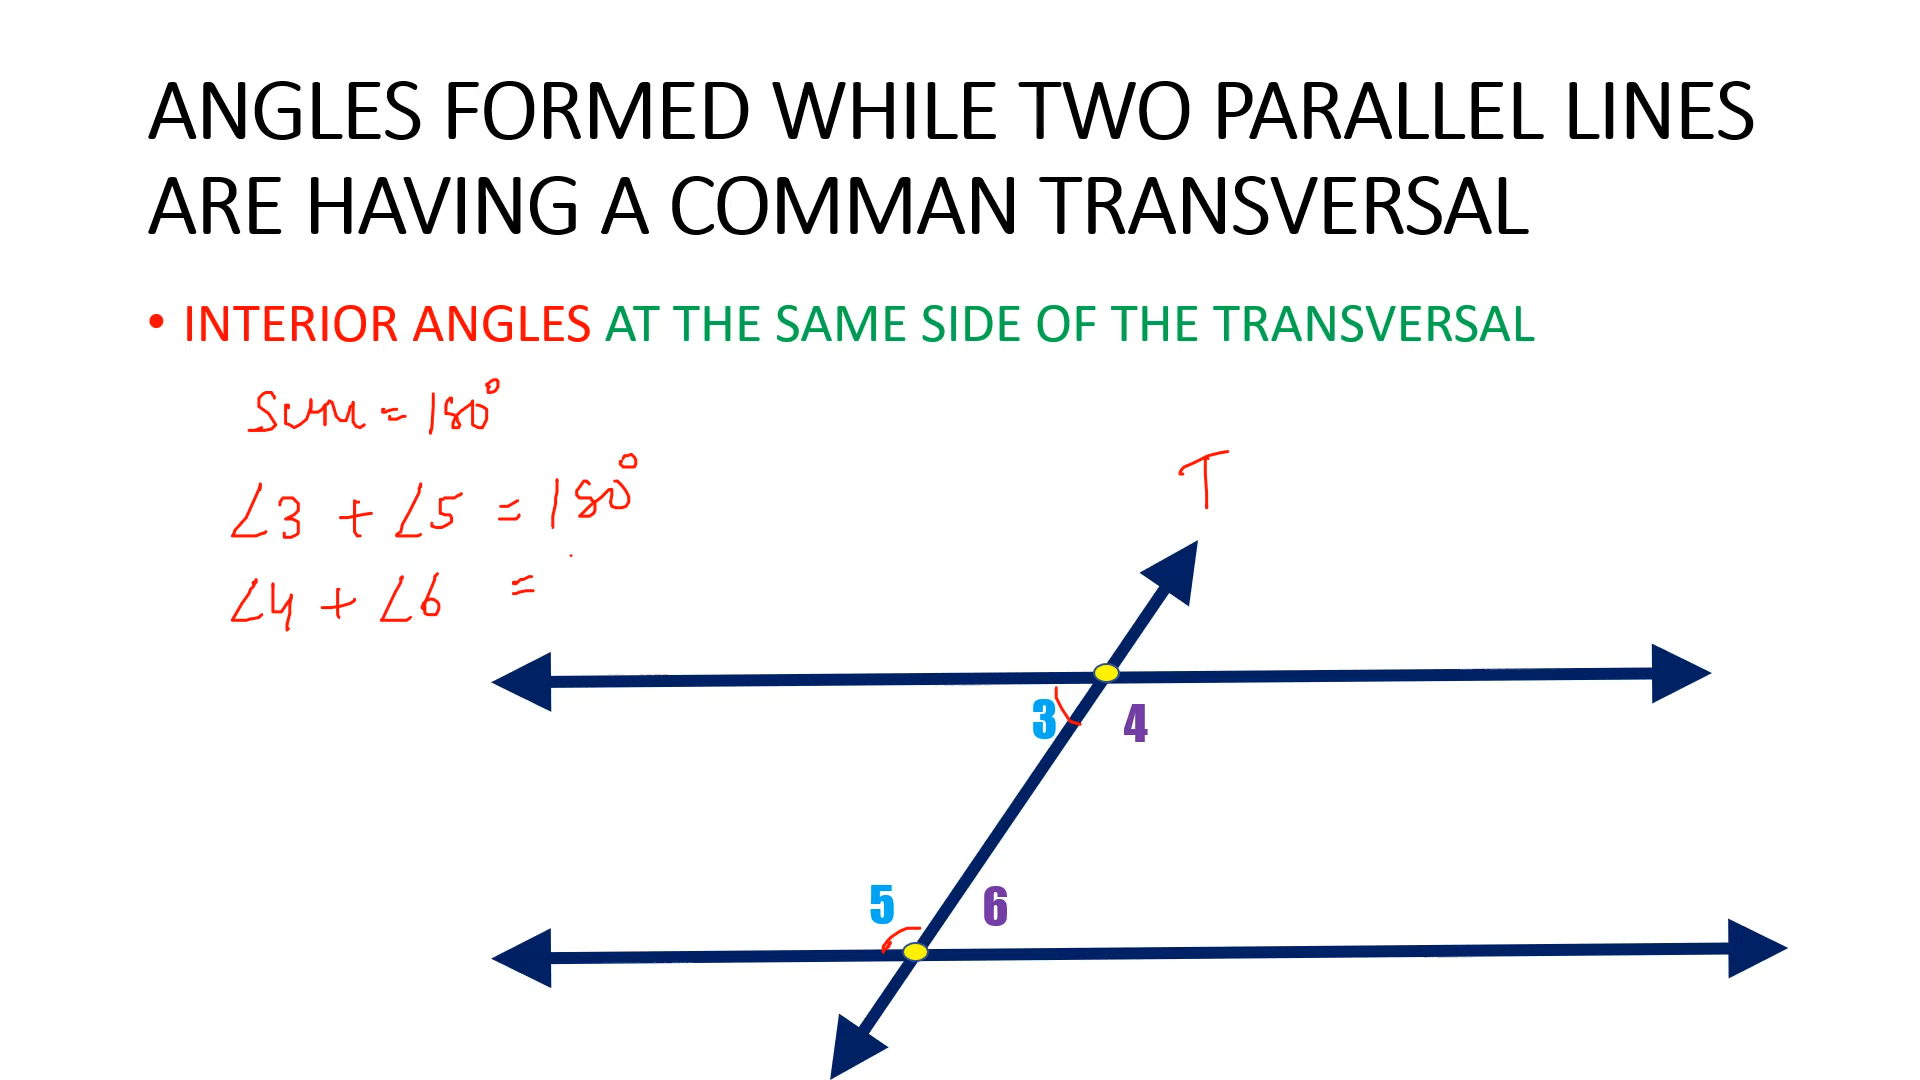 ANGLES FORMED WHILE TWO PARALLEL LINES
ARE HAVING A COMMAN TRANSVERSAL
• INTERIOR ANGLES AT THE SAME SIDE OF THE TRANSVERSAL
Sum = 180°
∠3 + ∠5 = 180°
∠4 + ∠6 =
T
3 4
5 6